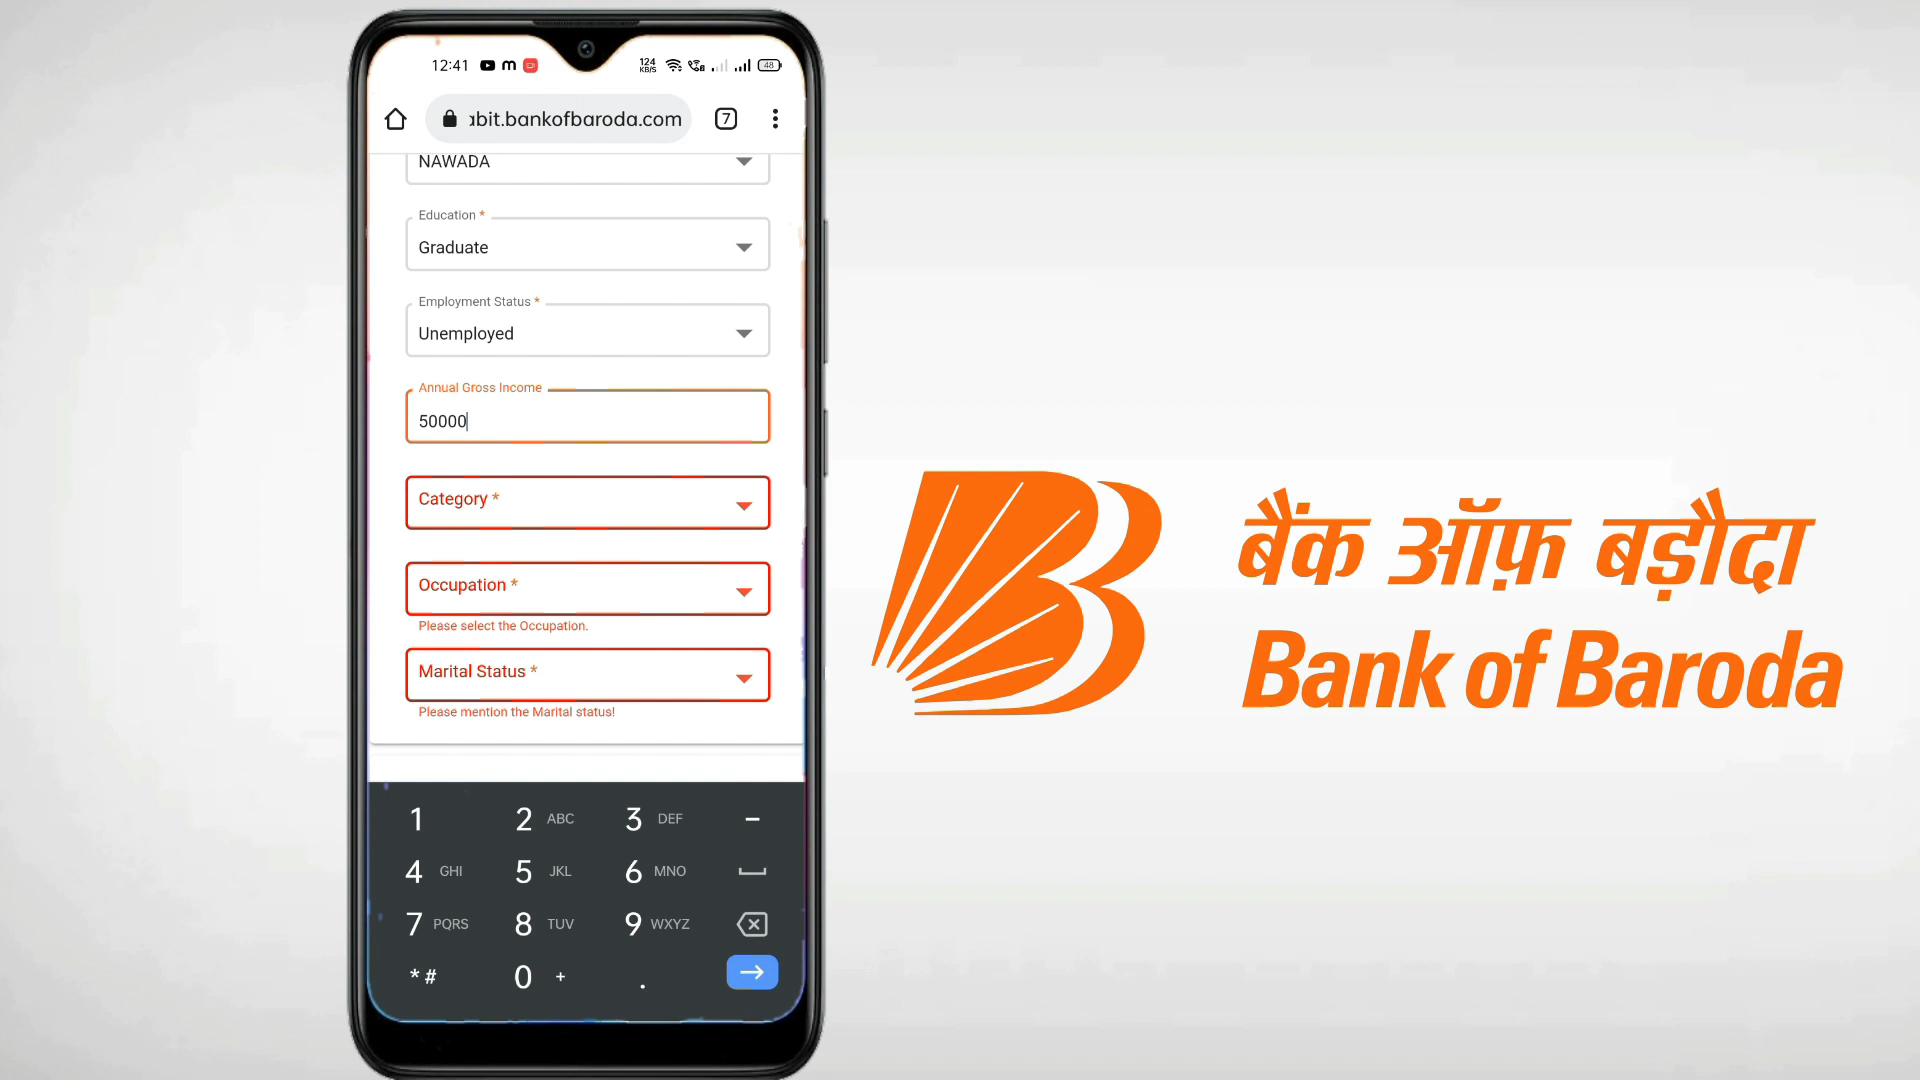 12:41
124
KB/S
48
abit.bankofbaroda.com
7
NAWADA
Education *
Graduate
Employment Status *
Unemployed
Annual Gross Income
50000
Category *
Occupation *
Please select the Occupation.
Marital Status *
Please mention the Marital status!
1 2 ABC 3 DEF -
4 GHI 5 JKL 6 MNO
7 PQRS 8 TUV 9 WXYZ
* # 0 + .
बैंक ऑफ़ बड़ौदा
Bank of Baroda